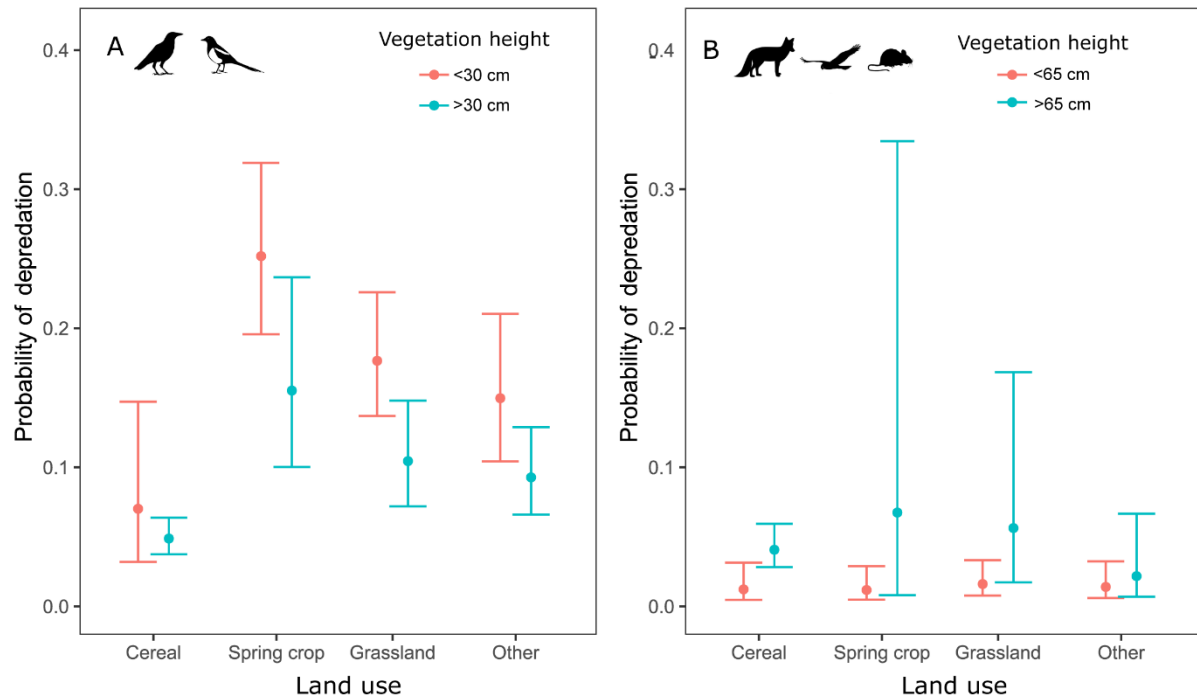 A
Vegetation height
<30 cm
>30 cm
0.4
0.3
0.2
0.1
0.0
Probability of depredation
Cereal Spring crop Grassland Other
Land use
B
Vegetation height
<65 cm
>65 cm
0.4
0.3
0.2
0.1
0.0
Probability of depredation
Cereal Spring crop Grassland Other
Land use